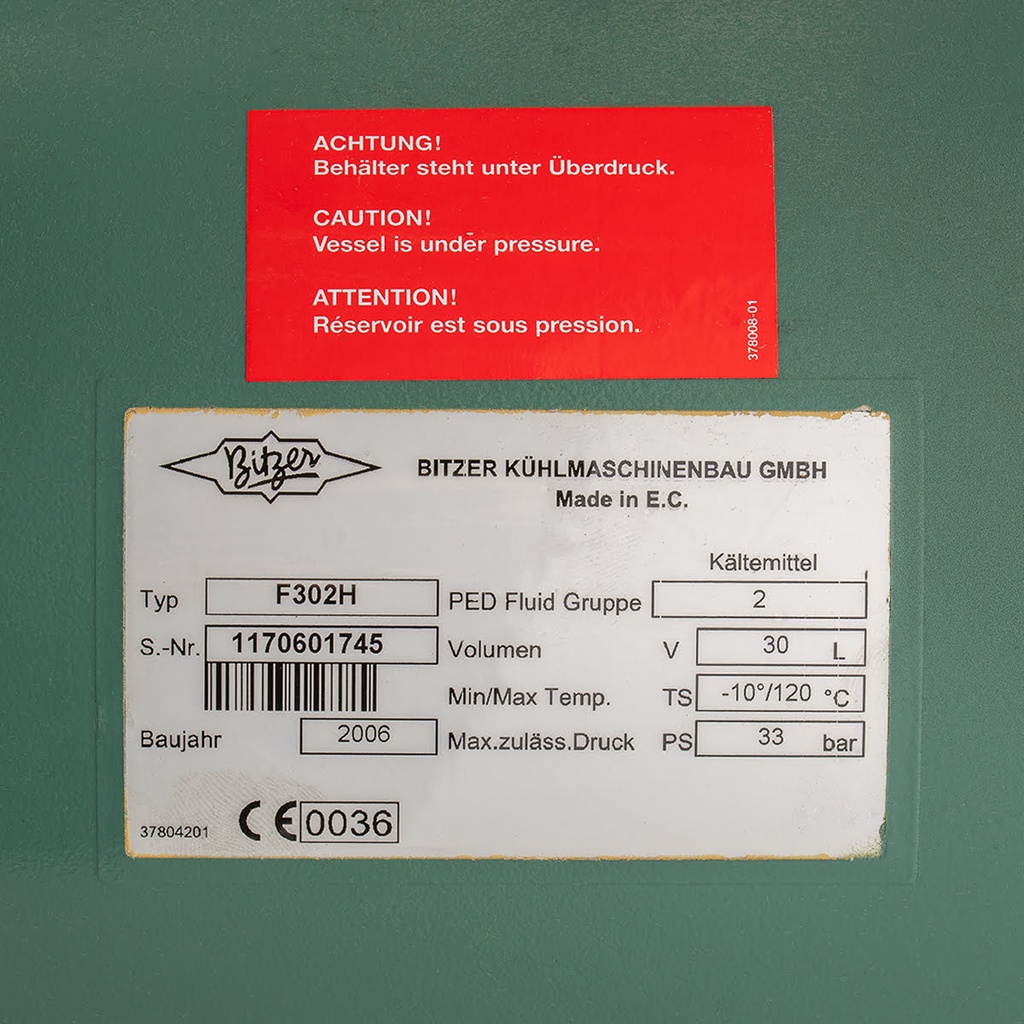 ACHTUNG!
Behälter steht unter Überdruck.
CAUTION!
Vessel is under pressure.
ATTENTION!
Réservoir est sous pression.
378008-01
Bitzer
BITZER KÜHLMASCHINENBAU GMBH
Made in E.C.
Kältemittel
Typ F302H PED Fluid Gruppe 2
S.-Nr. 1170601745 Volumen V 30 L
Min/Max Temp. TS -10°/120 °C
Baujahr 2006 Max.zuläss.Druck PS 33 bar
37804201 CE 0036